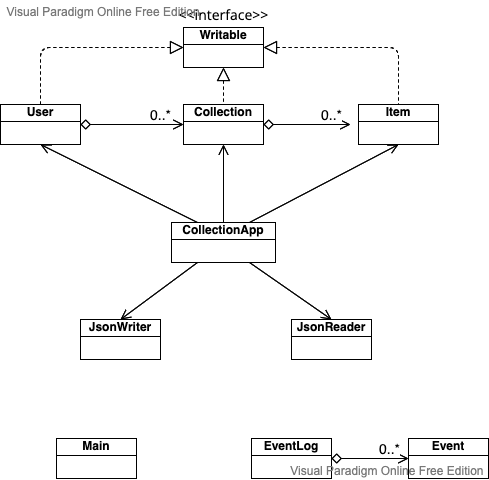 Visual Paradigm Online Free Edition
<<interface>>
Writable
User
0..*
Collection
0..*
Item
CollectionApp
JsonWriter
JsonReader
Main
EventLog
0..*
Event
Visual Paradigm Online Free Edition